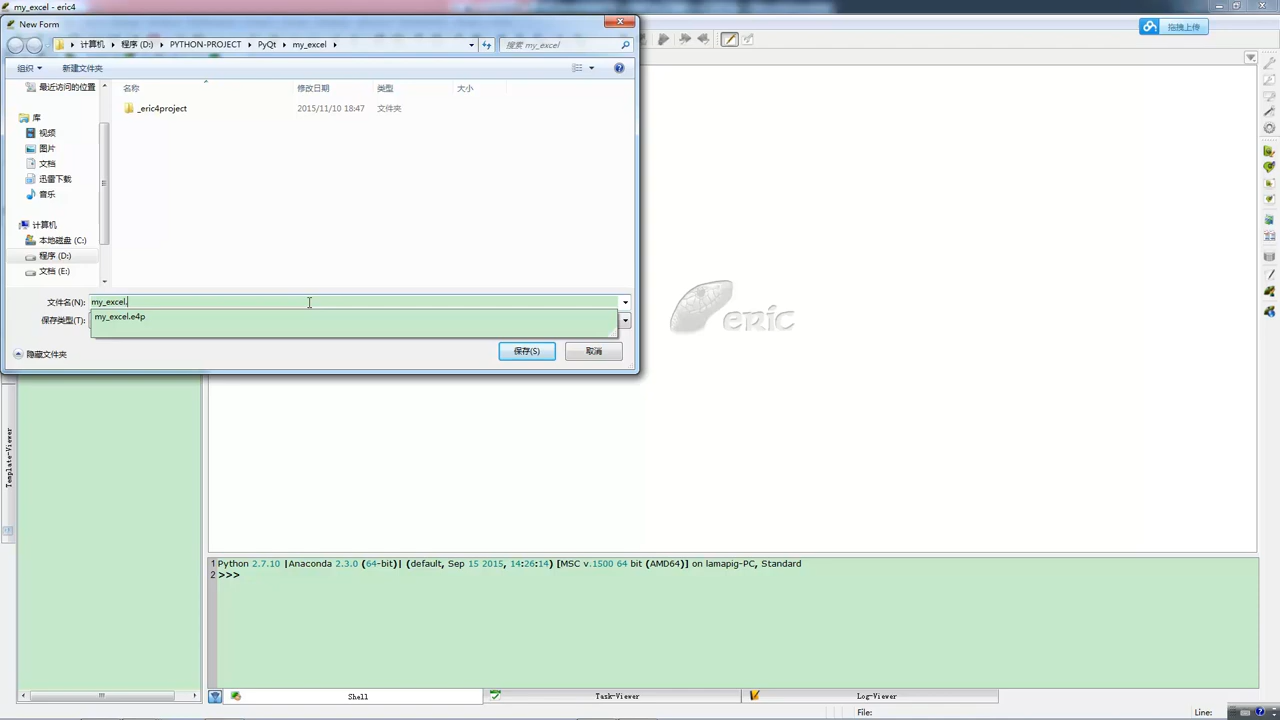 my_excel - eric4
New Form
计算机 程序 (D:) PYTHON-PROJECT PyQt my_excel
搜索 my_excel
拖拽上传
组织 新建文件夹
最近访问的位置
库
视频
图片
文档
迅雷下载
音乐
计算机
本地磁盘 (C:)
程序 (D:)
文档 (E:)
名称 修改日期 类型 大小
_eric4project 2015/11/10 18:47 文件夹
文件名(N): my_excel.
保存类型(T):
my_excel.e4p
隐藏文件夹
保存(S) 取消
eric
Template-Viewer
1 Python 2.7.10 |Anaconda 2.3.0 (64-bit)| (default, Sep 15 2015, 14:26:14) [MSC v.1500 64 bit (AMD64)] on lamapig-PC, Standard
2 >>>
Shell Task-Viewer Log-Viewer
File: Line: